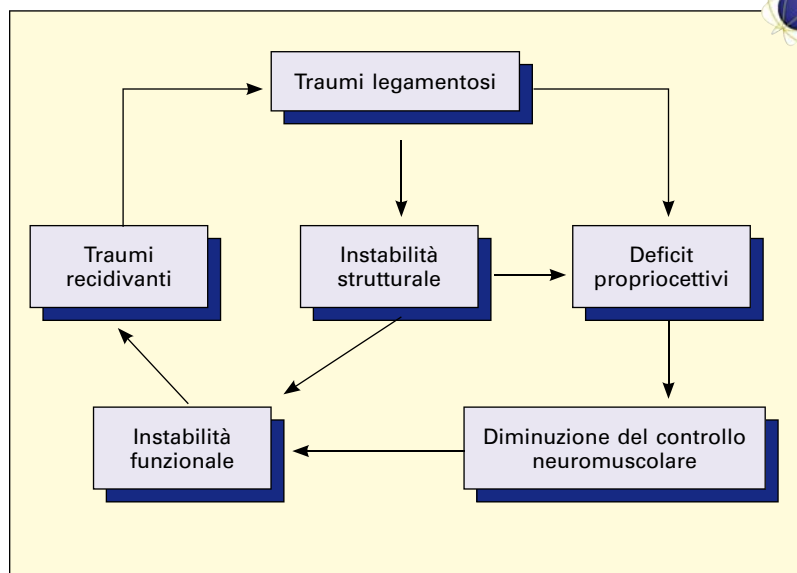 Traumi legamentosi
Traumi
recidivanti
Instabilità
strutturale
Deficit
propriocettivi
Instabilità
funzionale
Diminuzione del controllo
neuromuscolare